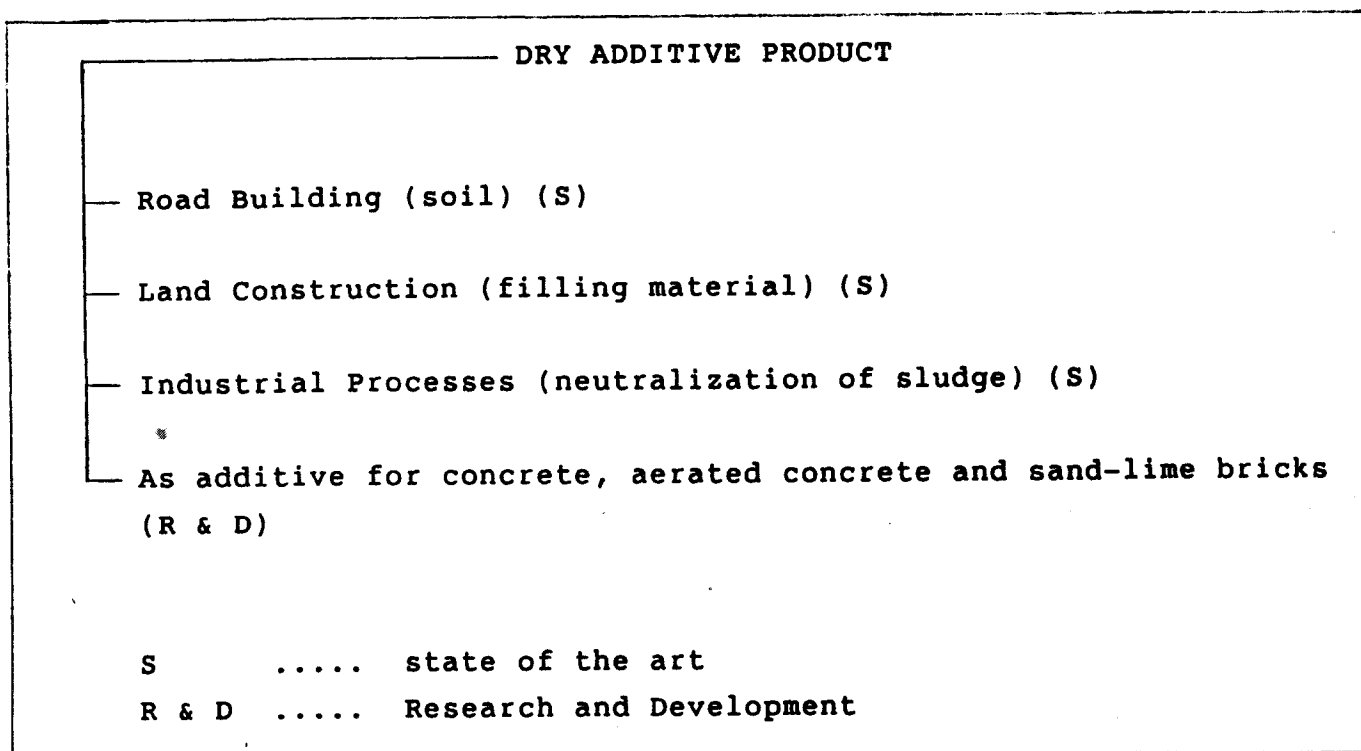 DRY ADDITIVE PRODUCT
Road Building (soil) (S)
Land Construction (filling material) (S)
Industrial Processes (neutralization of sludge) (S)
As additive for concrete, aerated concrete and sand-lime bricks
(R & D)
S ..... state of the art
R & D ..... Research and Development